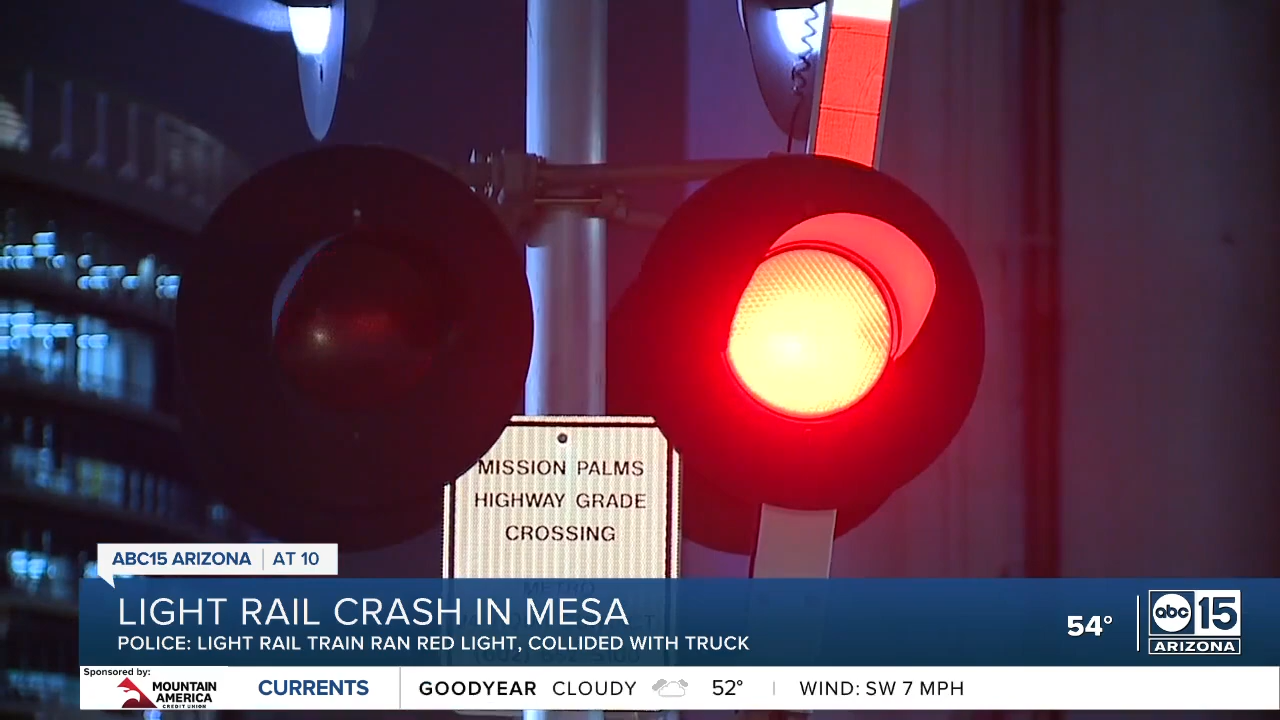 MISSION PALMS
HIGHWAY GRADE
CROSSING
METRO
ABC15 ARIZONA | AT 10
LIGHT RAIL CRASH IN MESA
POLICE: LIGHT RAIL TRAIN RAN RED LIGHT, COLLIDED WITH TRUCK
54°
abc 15
ARIZONA
Sponsored by:
MOUNTAIN
AMERICA
CREDIT UNION
CURRENTS
GOODYEAR CLOUDY 52° WIND: SW 7 MPH